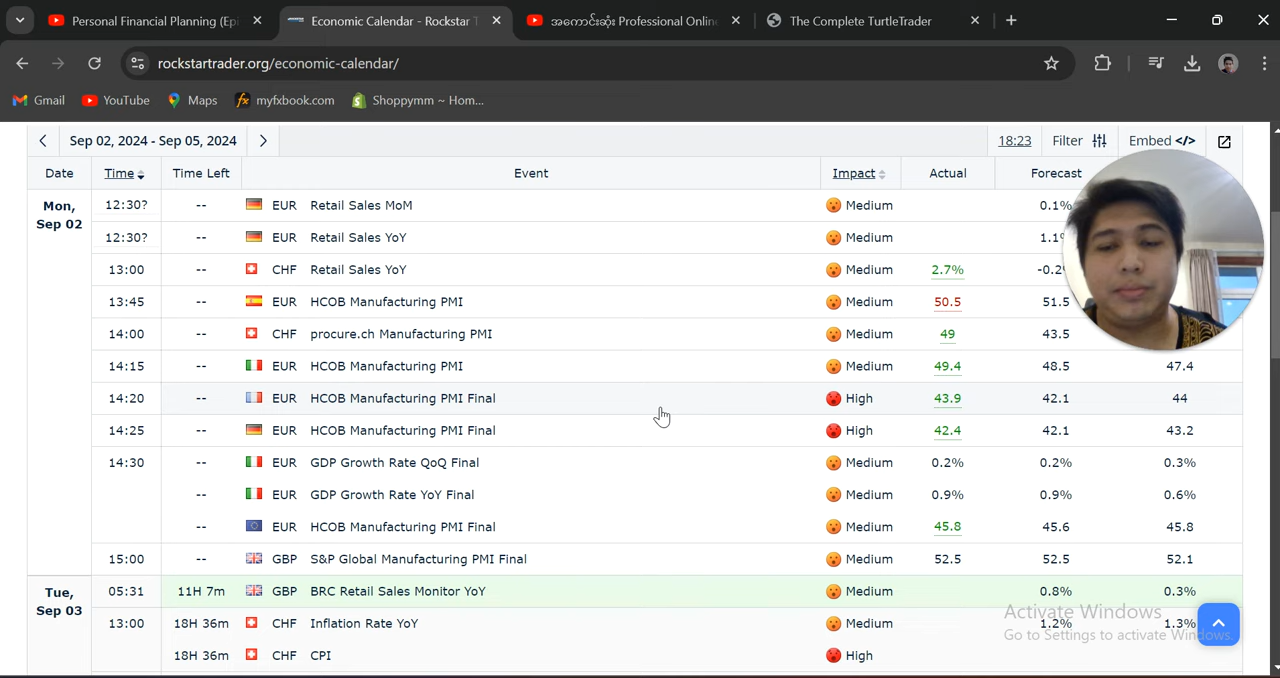 Personal Financial Planning (Epi
Economic Calendar - Rockstar T
အကောင်းဆုံး Professional Online
The Complete TurtleTrader
rockstartrader.org/economic-calendar/
Gmail YouTube Maps myfxbook.com Shoppymm ~ Hom...
Sep 02, 2024 - Sep 05, 2024 18:23 Filter Embed </>
Date Time Time Left Event Impact Actual Forecast
Mon, Sep 02 12:30? -- EUR Retail Sales MoM Medium 0.1%
12:30? -- EUR Retail Sales YoY Medium 1.1%
13:00 -- CHF Retail Sales YoY Medium 2.7% -0.2%
13:45 -- EUR HCOB Manufacturing PMI Medium 50.5 51.5
14:00 -- CHF procure.ch Manufacturing PMI Medium 49 43.5
14:15 -- EUR HCOB Manufacturing PMI Medium 49.4 48.5 47.4
14:20 -- EUR HCOB Manufacturing PMI Final High 43.9 42.1 44
14:25 -- EUR HCOB Manufacturing PMI Final High 42.4 42.1 43.2
14:30 -- EUR GDP Growth Rate QoQ Final Medium 0.2% 0.2% 0.3%
-- EUR GDP Growth Rate YoY Final Medium 0.9% 0.9% 0.6%
-- EUR HCOB Manufacturing PMI Final Medium 45.8 45.6 45.8
15:00 -- GBP S&P Global Manufacturing PMI Final Medium 52.5 52.5 52.1
Tue, Sep 03 05:31 11H 7m GBP BRC Retail Sales Monitor YoY Medium 0.8% 0.3%
13:00 18H 36m CHF Inflation Rate YoY Medium 1.2% 1.3%
18H 36m CHF CPI High
Activate Windows
Go to Settings to activate Windows.